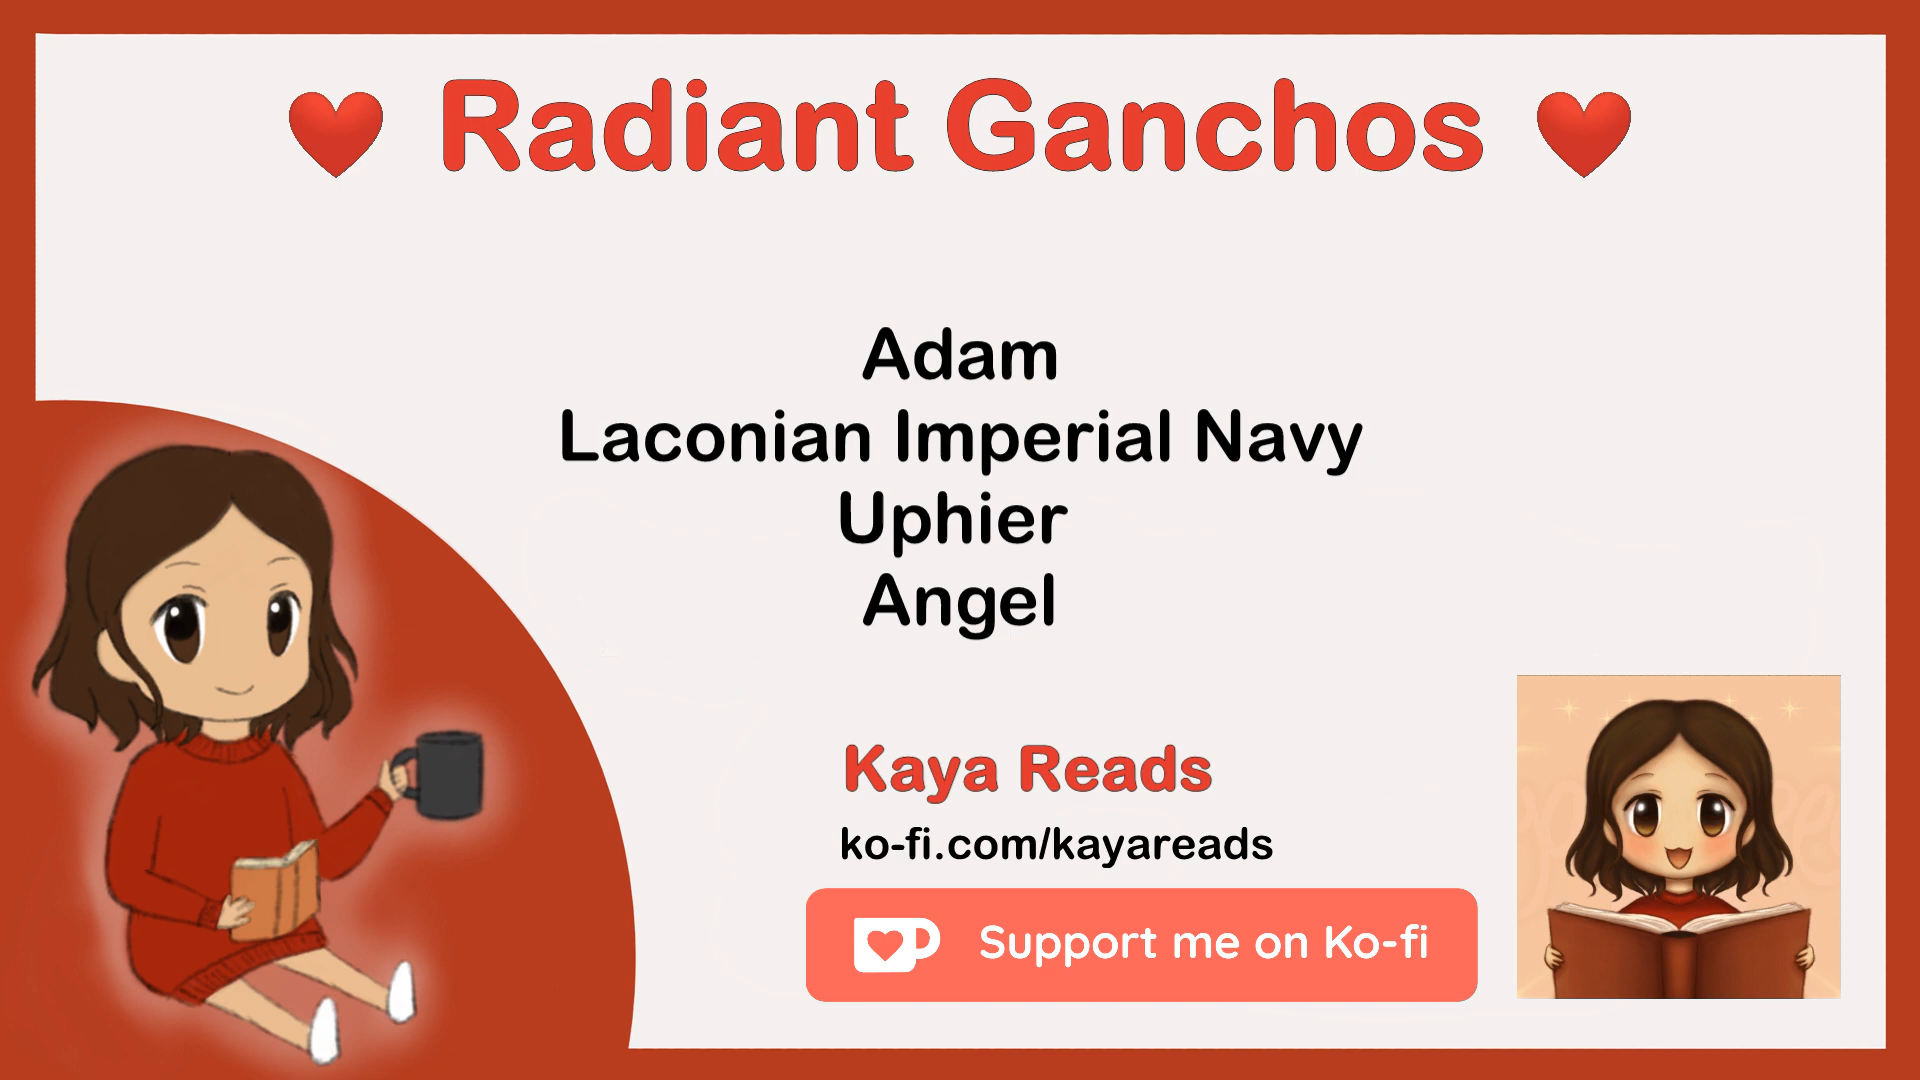 Radiant Ganchos
Adam
Laconian Imperial Navy
Uphier
Angel
Kaya Reads
ko-fi.com/kayareads
Support me on Ko-fi